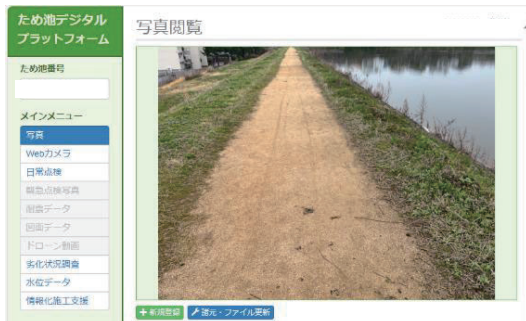 ため池デジタル
プラットフォーム
ため池番号
メインメニュー
写真
Webカメラ
日常点検
緊急点検写真
耐震データ
図面データ
ドローン動画
劣化状況調査
水位データ
情報化施工支援
写真閲覧
+ 新規登録
諸元・ファイル更新